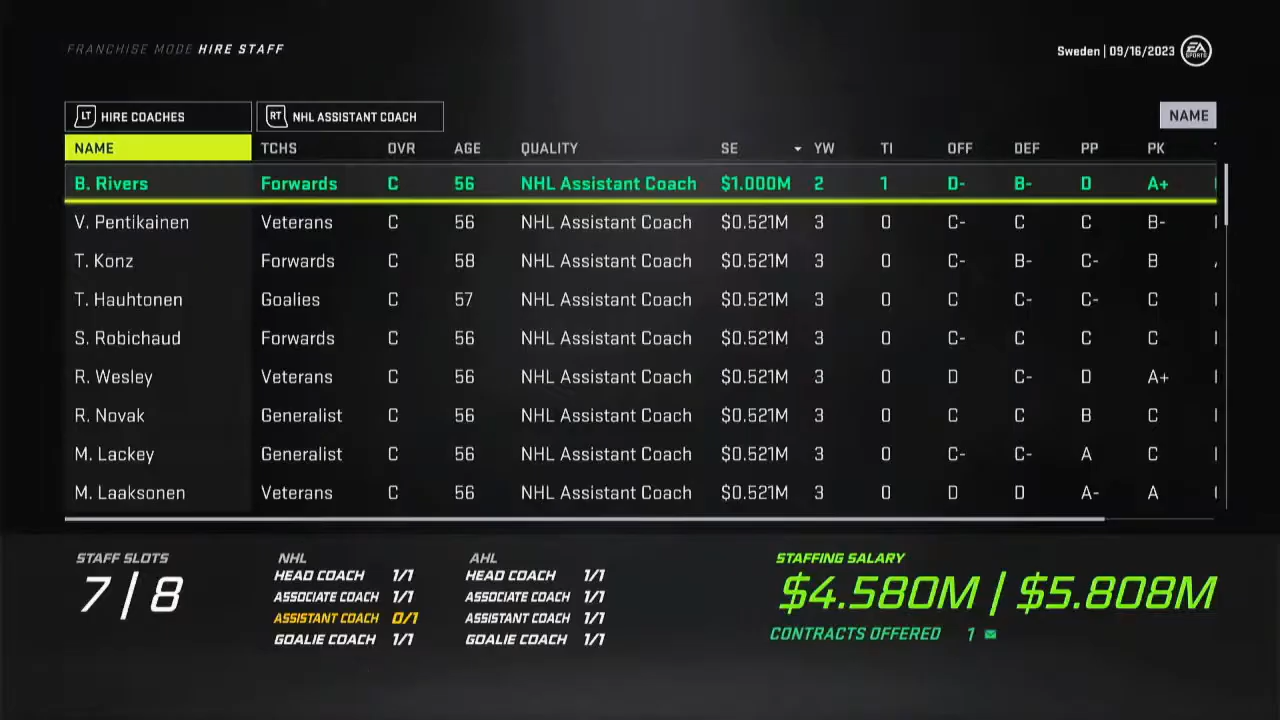 FRANCHISE MODE HIRE STAFF
Sweden | 09/16/2023 EA SPORTS
LT HIRE COACHES RT NHL ASSISTANT COACH NAME
NAME TCHS OVR AGE QUALITY SE YW TI OFF DEF PP PK
B. Rivers Forwards C 56 NHL Assistant Coach $1.000M 2 1 D- B- D A+
V. Pentikainen Veterans C 56 NHL Assistant Coach $0.521M 3 0 C- C C B-
T. Konz Forwards C 58 NHL Assistant Coach $0.521M 3 0 C- B- C- B
T. Hauhtonen Goalies C 57 NHL Assistant Coach $0.521M 3 0 C C- C- C
S. Robichaud Forwards C 56 NHL Assistant Coach $0.521M 3 0 C- C C C
R. Wesley Veterans C 56 NHL Assistant Coach $0.521M 3 0 D C- D A+
R. Novak Generalist C 56 NHL Assistant Coach $0.521M 3 0 C C B C
M. Lackey Generalist C 56 NHL Assistant Coach $0.521M 3 0 C- C- A C
M. Laaksonen Veterans C 56 NHL Assistant Coach $0.521M 3 0 D D A- A
STAFF SLOTS
7 | 8
NHL
HEAD COACH 1/1
ASSOCIATE COACH 1/1
ASSISTANT COACH 0/1
GOALIE COACH 1/1
AHL
HEAD COACH 1/1
ASSOCIATE COACH 1/1
ASSISTANT COACH 1/1
GOALIE COACH 1/1
STAFFING SALARY
$4.580M | $5.808M
CONTRACTS OFFERED 1